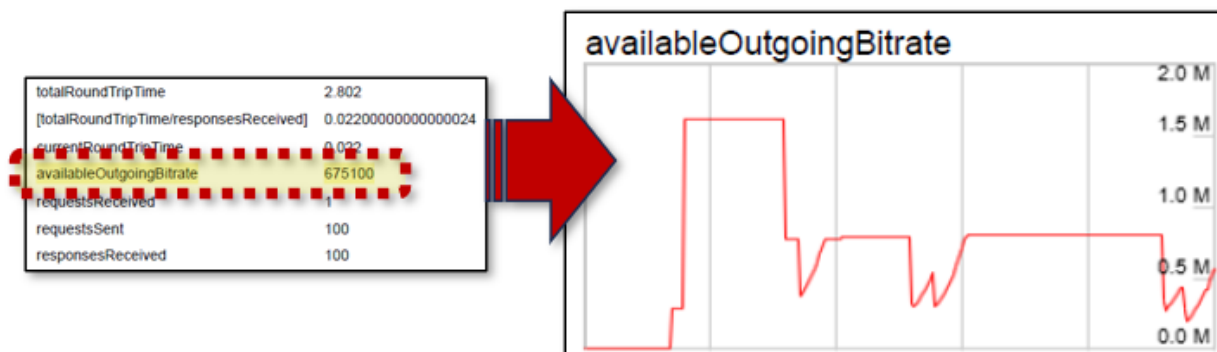 totalRoundTripTime 2.802
[totalRoundTripTime/responsesReceived] 0.02200000000000024
currentRoundTripTime 0.022
availableOutgoingBitrate 675100
requestsReceived 1
requestsSent 100
responsesReceived 100
availableOutgoingBitrate
2.0 M
1.5 M
1.0 M
0.5 M
0.0 M